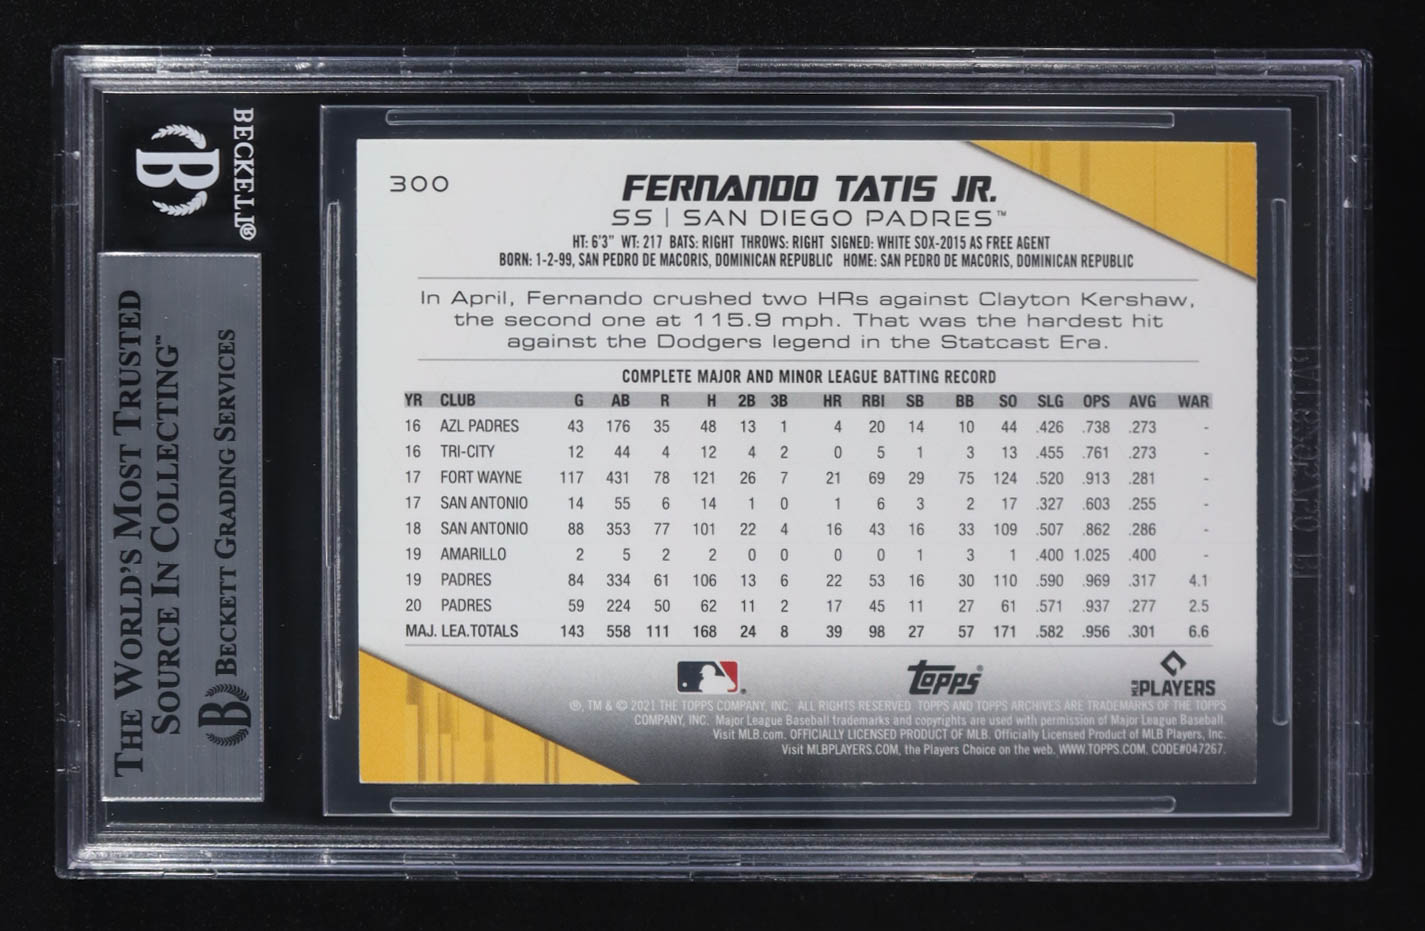 BECKETT®
B
THE WORLD'S MOST TRUSTED
SOURCE IN COLLECTING™
B BECKETT GRADING SERVICES
300
FERNANDO TATIS JR.
SS | SAN DIEGO PADRES™
HT: 6'3" WT: 217 BATS: RIGHT THROWS: RIGHT SIGNED: WHITE SOX-2015 AS FREE AGENT
BORN: 1-2-99, SAN PEDRO DE MACORIS, DOMINICAN REPUBLIC HOME: SAN PEDRO DE MACORIS, DOMINICAN REPUBLIC
In April, Fernando crushed two HRs against Clayton Kershaw,
the second one at 115.9 mph. That was the hardest hit
against the Dodgers legend in the Statcast Era.
COMPLETE MAJOR AND MINOR LEAGUE BATTING RECORD
YR CLUB G AB R H 2B 3B HR RBI SB BB SO SLG OPS AVG WAR
16 AZL PADRES 43 176 35 48 13 1 4 20 14 10 44 .426 .738 .273 -
16 TRI-CITY 12 44 4 12 4 2 0 5 1 3 13 .455 .761 .273 -
17 FORT WAYNE 117 431 78 121 26 7 21 69 29 75 124 .520 .913 .281 -
17 SAN ANTONIO 14 55 6 14 1 0 1 6 3 2 17 .327 .603 .255 -
18 SAN ANTONIO 88 353 77 101 22 4 16 43 16 33 109 .507 .862 .286 -
19 AMARILLO 2 5 2 2 0 0 0 0 1 3 1 .400 1.025 .400 -
19 PADRES 84 334 61 106 13 6 22 53 16 30 110 .590 .969 .317 4.1
20 PADRES 59 224 50 62 11 2 17 45 11 27 61 .571 .937 .277 2.5
MAJ. LEA.TOTALS 143 558 111 168 24 8 39 98 27 57 171 .582 .956 .301 6.6
Topps®
MLB PLAYERS
®, TM & © 2021 THE TOPPS COMPANY, INC. ALL RIGHTS RESERVED. TOPPS AND TOPPS ARCHIVES ARE TRADEMARKS OF THE TOPPS
COMPANY, INC. Major League Baseball trademarks and copyrights are used with permission of Major League Baseball.
Visit MLB.com. OFFICIALLY LICENSED PRODUCT OF MLB. Officially Licensed Product of MLB Players, Inc.
Visit MLBPLAYERS.COM, the Players Choice on the web. WWW.TOPPS.COM. CODE#047267.